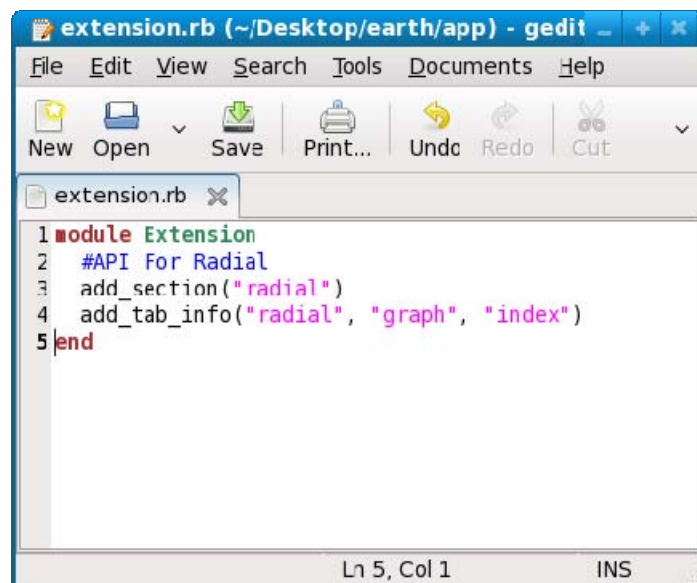 extension.rb (~/Desktop/earth/app) - gedit
File Edit View Search Tools Documents Help
New Open Save Print... Undo Redo Cut
extension.rb
1 module Extension
2   #API For Radial
3   add_section("radial")
4   add_tab_info("radial", "graph", "index")
5 end
Ln 5, Col 1 INS